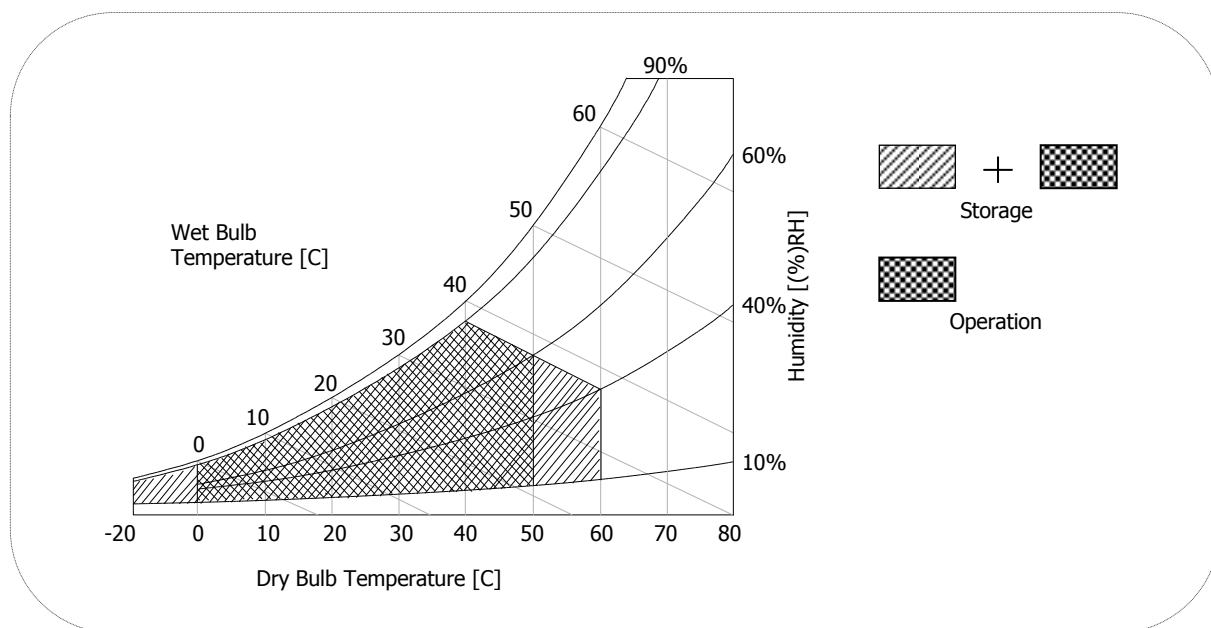 90%
60
60%
50
Wet Bulb
Temperature [C]
40
40%
30
20
10
0
10%
-20 0 10 20 30 40 50 60 70 80
Dry Bulb Temperature [C]
Humidity [(%)RH]
+
Storage
Operation